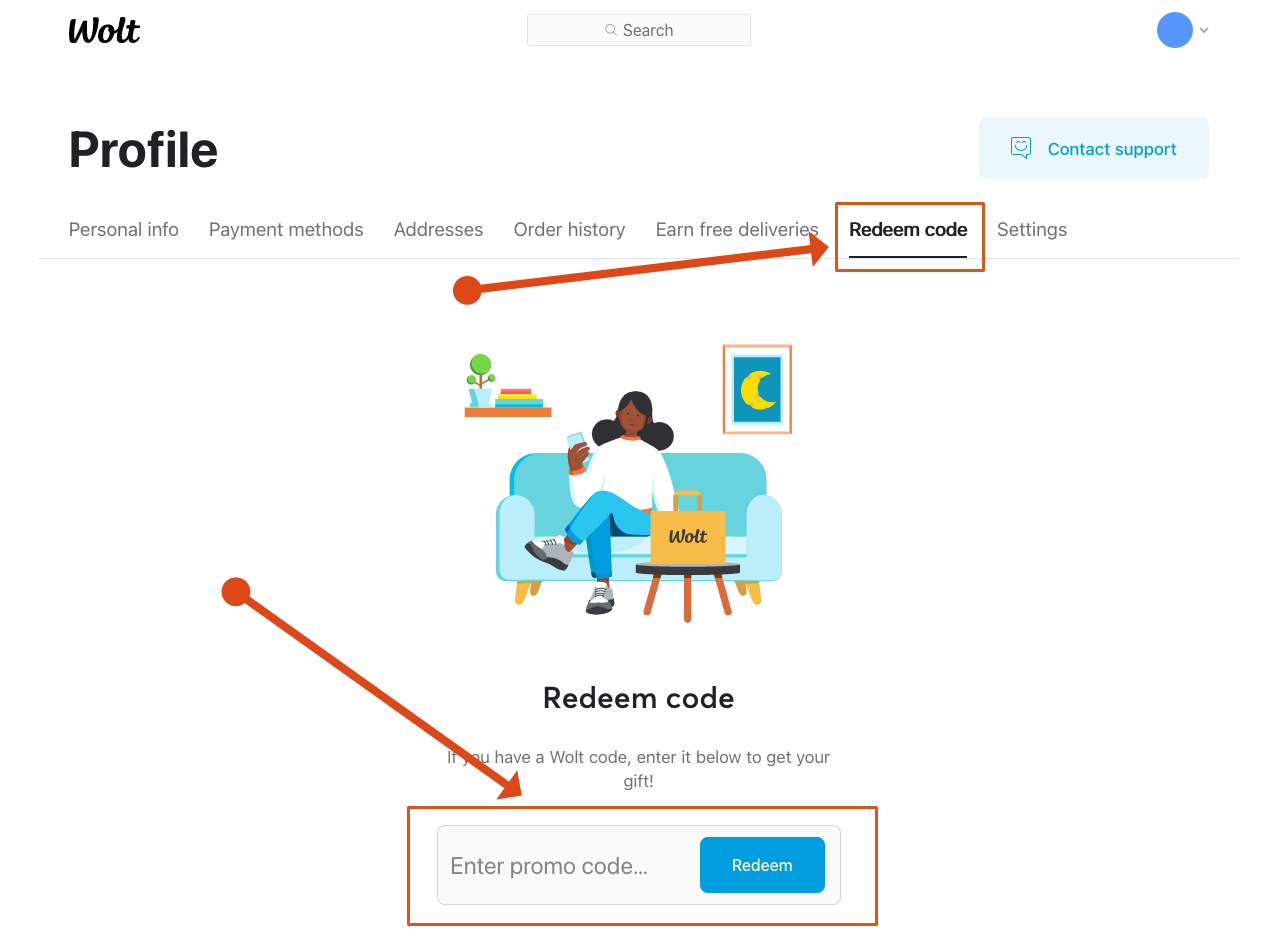 Wolt
Search
Profile
Contact support
Personal info Payment methods Addresses Order history Earn free deliveries Redeem code Settings
Wolt
Redeem code
If you have a Wolt code, enter it below to get your
gift!
Enter promo code... Redeem